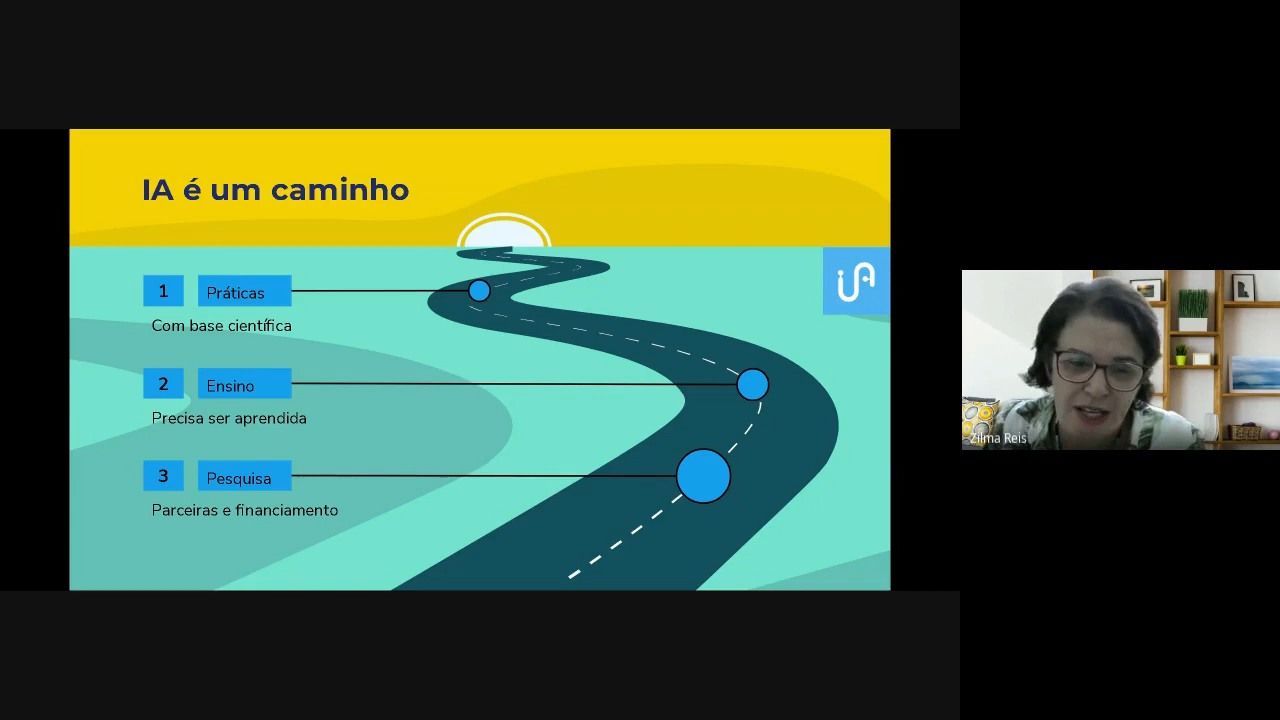 IA é um caminho
1 Práticas
Com base científica
2 Ensino
Precisa ser aprendida
3 Pesquisa
Parceiras e financiamento
iA
Zilma Reis